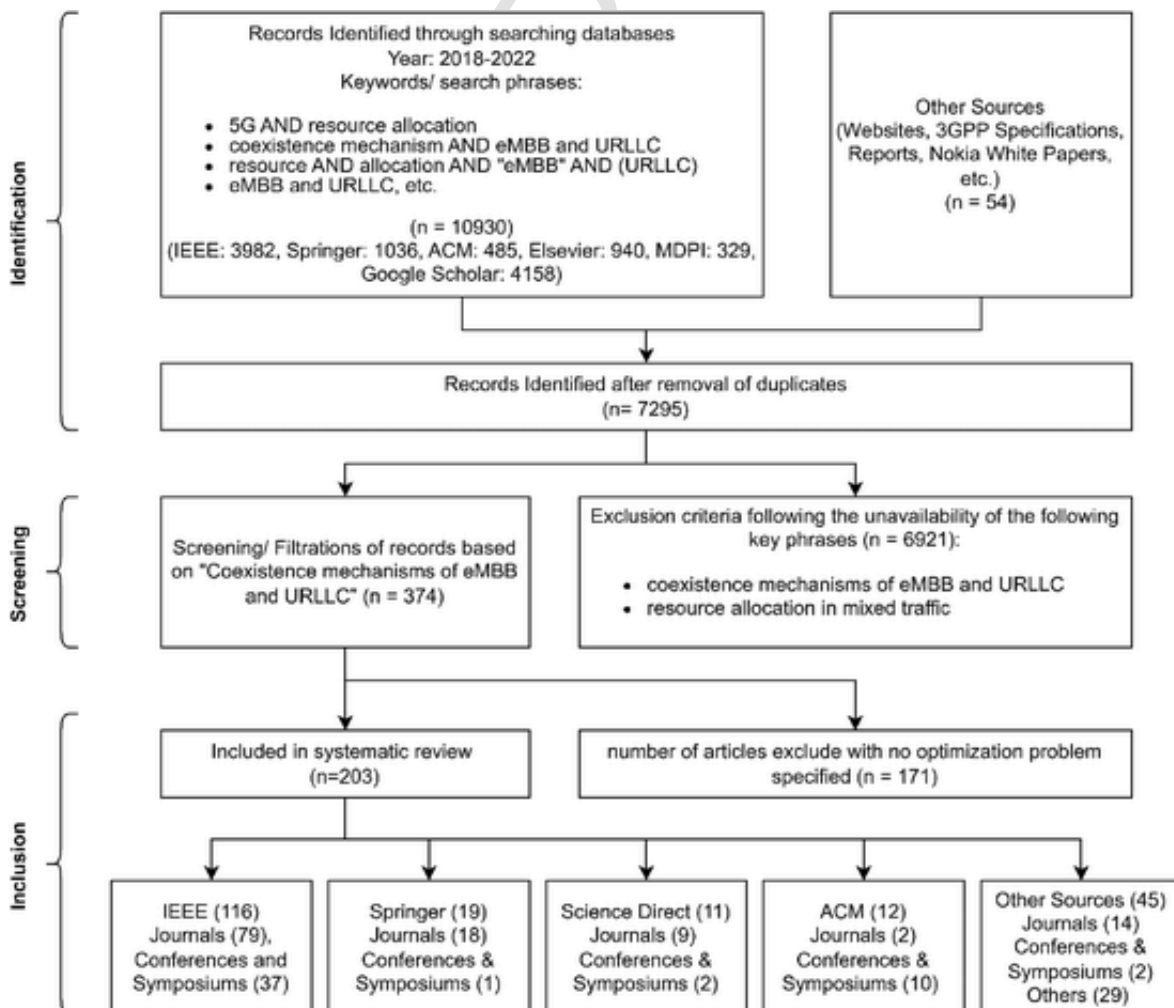 Identification
Records Identified through searching databases
Year: 2018-2022
Keywords/ search phrases:
• 5G AND resource allocation
• coexistence mechanism AND eMBB and URLLC
• resource AND allocation AND "eMBB" AND (URLLC)
• eMBB and URLLC, etc.
(n = 10930)
(IEEE: 3982, Springer: 1036, ACM: 485, Elsevier: 940, MDPI: 329,
Google Scholar: 4158)
Other Sources
(Websites, 3GPP Specifications,
Reports, Nokia White Papers,
etc.)
(n = 54)
Records Identified after removal of duplicates
(n= 7295)
Screening
Screening/ Filtrations of records based
on "Coexistence mechanisms of eMBB
and URLLC" (n = 374)
Exclusion criteria following the unavailability of the following
key phrases (n = 6921):
• coexistence mechanisms of eMBB and URLLC
• resource allocation in mixed traffic
Inclusion
Included in systematic review
(n=203)
number of articles exclude with no optimization problem
specified (n = 171)
IEEE (116)
Journals (79),
Conferences and
Symposiums (37)
Springer (19)
Journals (18)
Conferences &
Symposiums (1)
Science Direct (11)
Journals (9)
Conferences &
Symposiums (2)
ACM (12)
Journals (2)
Conferences &
Symposiums (10)
Other Sources (45)
Journals (14)
Conferences &
Symposiums (2)
Others (29)